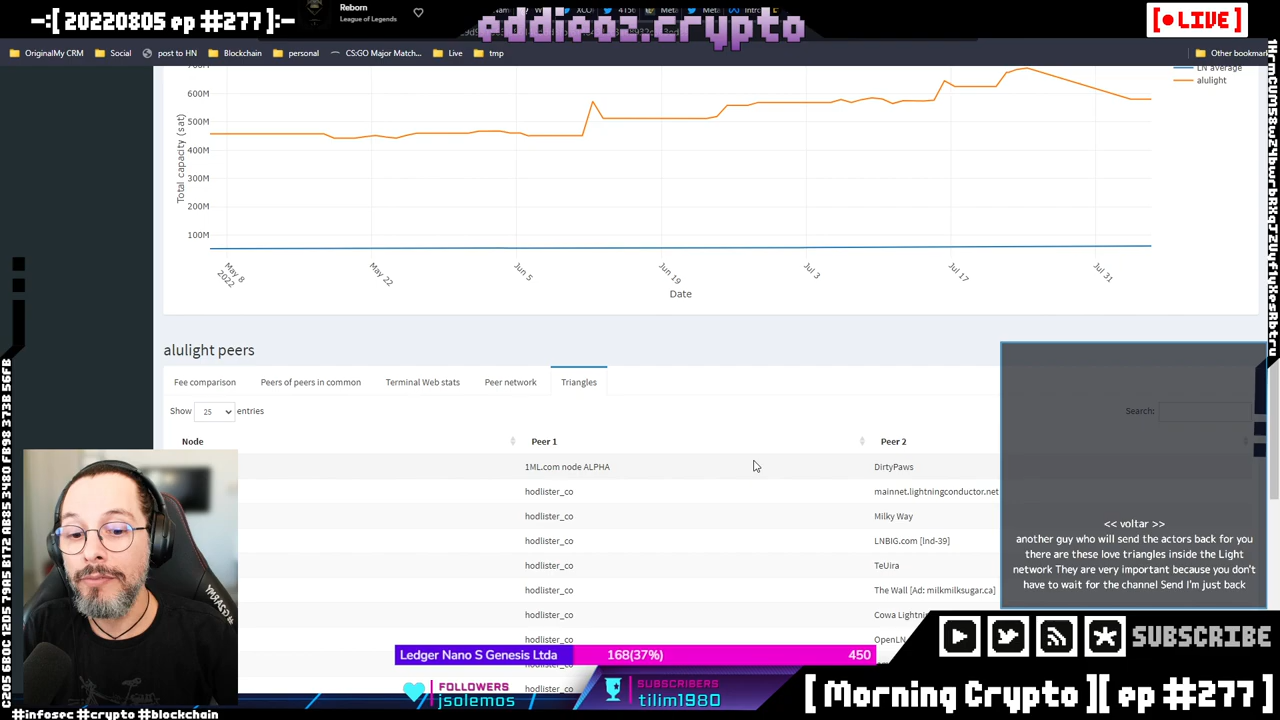 -:[ 20220805 ep #277 ]:-
Reborn
League of Legends
eddieoz.crypto
[● LIVE]
OriginalMy CRM
Social
post to HN
Blockchain
personal
CS:GO Major Match...
Live
tmp
Other bookmar
LN average
alulight
700M
600M
500M
400M
300M
200M
100M
Total capacity (sat)
May 8
2022
May 22
Jun 5
Jun 19
Jul 3
Jul 17
Jul 31
Date
alulight peers
Fee comparison
Peers of peers in common
Terminal Web stats
Peer network
Triangles
Show 25 entries
Search:
Node
Peer 1
Peer 2
1ML.com node ALPHA
DirtyPaws
hodlister_co
mainnet.lightningconductor.net
hodlister_co
Milky Way
hodlister_co
LNBIG.com [lnd-39]
hodlister_co
TeUira
hodlister_co
The Wall [Ad: milkmilksugar.ca]
hodlister_co
Cowa Lightnin
hodlister_co
OpenLN
hodlister_co
<< voltar >>
another guy who will send the actors back for you
there are these love triangles inside the Light
network They are very important because you don't
have to wait for the channel Send I'm just back
SUBSCRIBE
Ledger Nano S Genesis Ltda
168(37%)
450
FOLLOWERS
jsolemos
SUBSCRIBERS
tilim1980
[ Morning Crypto ][ ep #277 ]
#infosec #crypto #blockchain